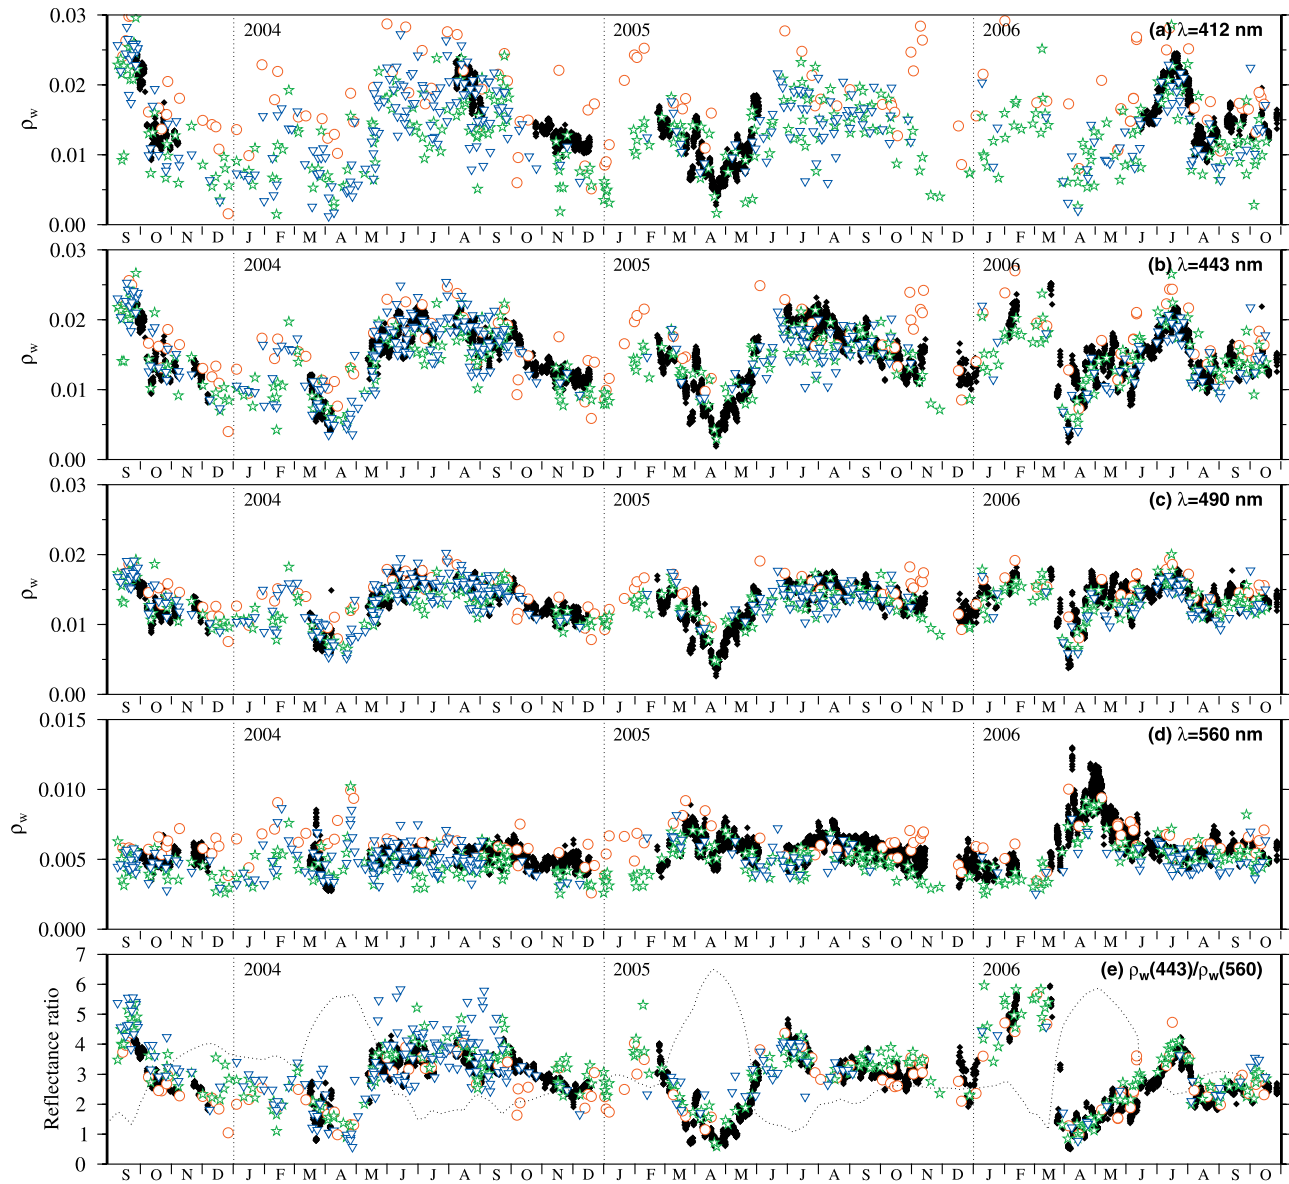 0.03
2004
2005
2006
(a) λ=412 nm
0.02
ρw
0.01
0.00
S O N D J F M A M J J A S O N D J F M A M J J A S O N D J F M A M J J A S O
0.03
2004
2005
2006
(b) λ=443 nm
0.02
ρw
0.01
0.00
S O N D J F M A M J J A S O N D J F M A M J J A S O N D J F M A M J J A S O
0.03
2004
2005
2006
(c) λ=490 nm
0.02
ρw
0.01
0.00
S O N D J F M A M J J A S O N D J F M A M J J A S O N D J F M A M J J A S O
0.015
2004
2005
2006
(d) λ=560 nm
0.010
ρw
0.005
0.000
S O N D J F M A M J J A S O N D J F M A M J J A S O N D J F M A M J J A S O
7
2004
2005
2006
(e) ρw(443)/ρw(560)
6
5
4
Reflectance ratio
3
2
1
0
S O N D J F M A M J J A S O N D J F M A M J J A S O N D J F M A M J J A S O